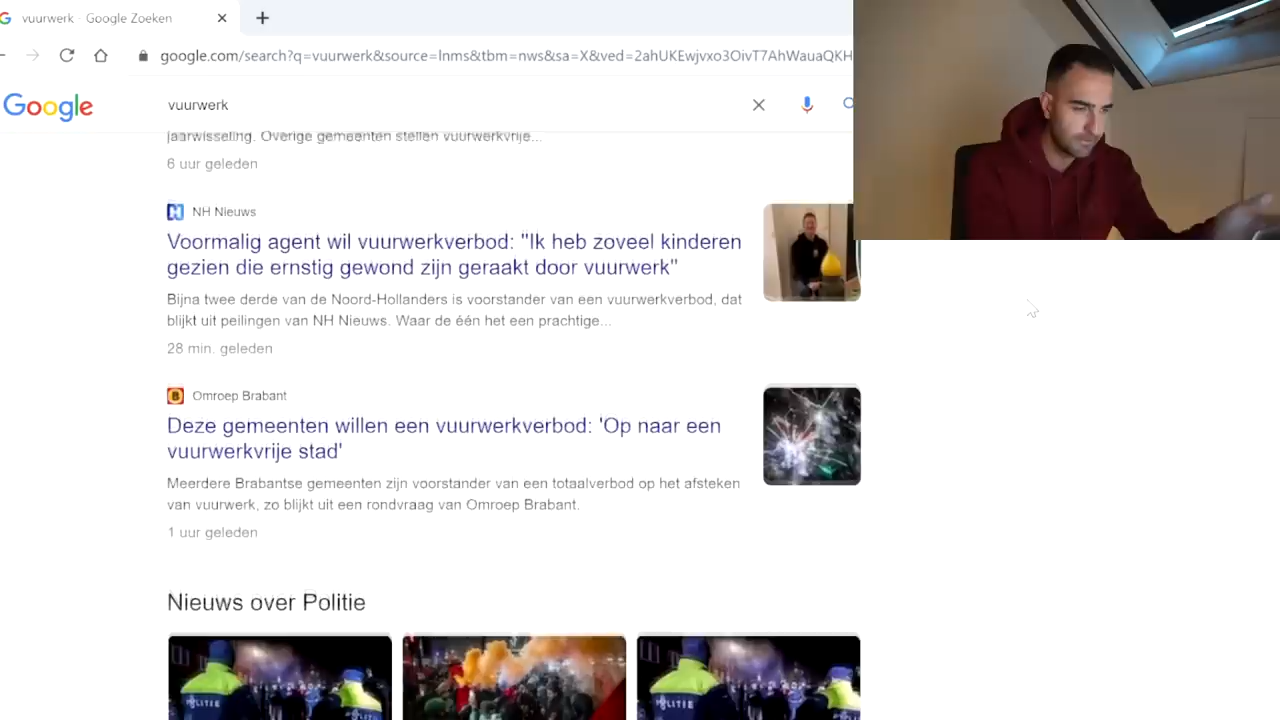 vuurwerk - Google Zoeken
google.com/search?q=vuurwerk&source=lnms&tbm=nws&sa=X&ved=2ahUKEwjvxo3OivT7AhWauaQKH
Google
vuurwerk
jaarwisseling. Overige gemeenten stellen vuurwerkvrije...
6 uur geleden
NH Nieuws
Voormalig agent wil vuurwerkverbod: "Ik heb zoveel kinderen
gezien die ernstig gewond zijn geraakt door vuurwerk"
Bijna twee derde van de Noord-Hollanders is voorstander van een vuurwerkverbod, dat
blijkt uit peilingen van NH Nieuws. Waar de één het een prachtige...
28 min. geleden
Omroep Brabant
Deze gemeenten willen een vuurwerkverbod: 'Op naar een
vuurwerkvrije stad'
Meerdere Brabantse gemeenten zijn voorstander van een totaalverbod op het afsteken
van vuurwerk, zo blijkt uit een rondvraag van Omroep Brabant.
1 uur geleden
Nieuws over Politie
POLITIE
POLITIE